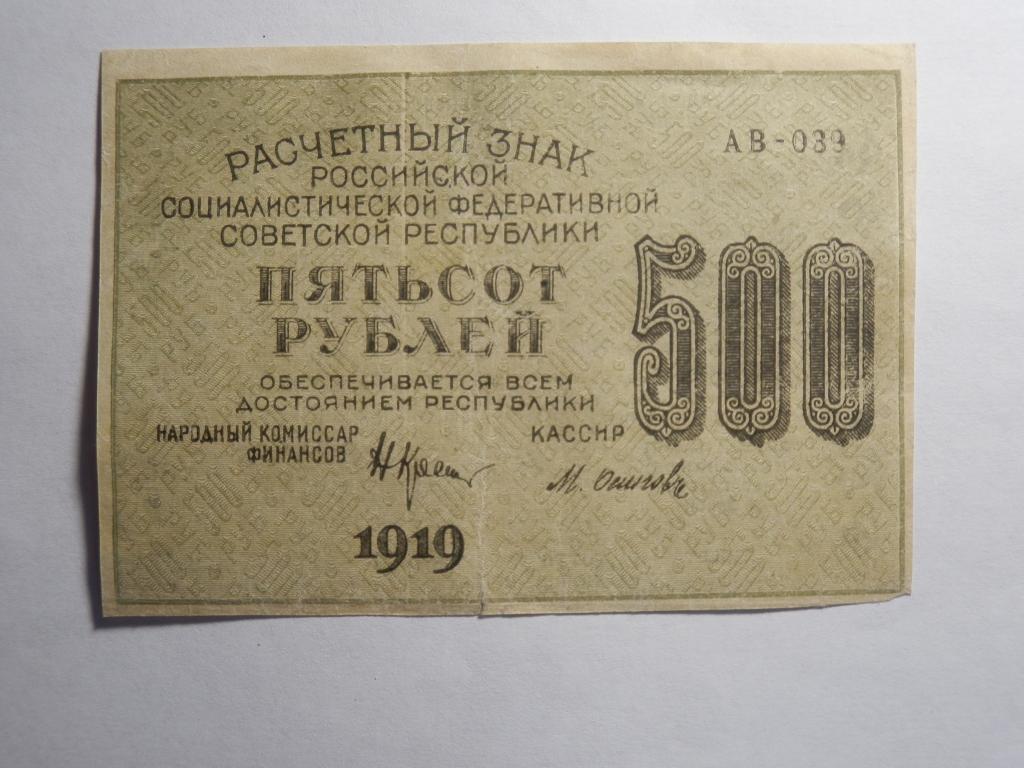 РАСЧЕТНЫЙ ЗНАК
АВ-039
РОССИЙСКОЙ
СОЦИАЛИСТИЧЕСКОЙ ФЕДЕРАТИВНОЙ
СОВЕТСКОЙ РЕСПУБЛИКИ
ПЯТЬСОТ
РУБЛЕЙ
500
ОБЕСПЕЧИВАЕТСЯ ВСЕМ
ДОСТОЯНИЕМ РЕСПУБЛИКИ
НАРОДНЫЙ КОМИССАР
ФИНАНСОВ
КАССИР
М. Осиповъ
1919